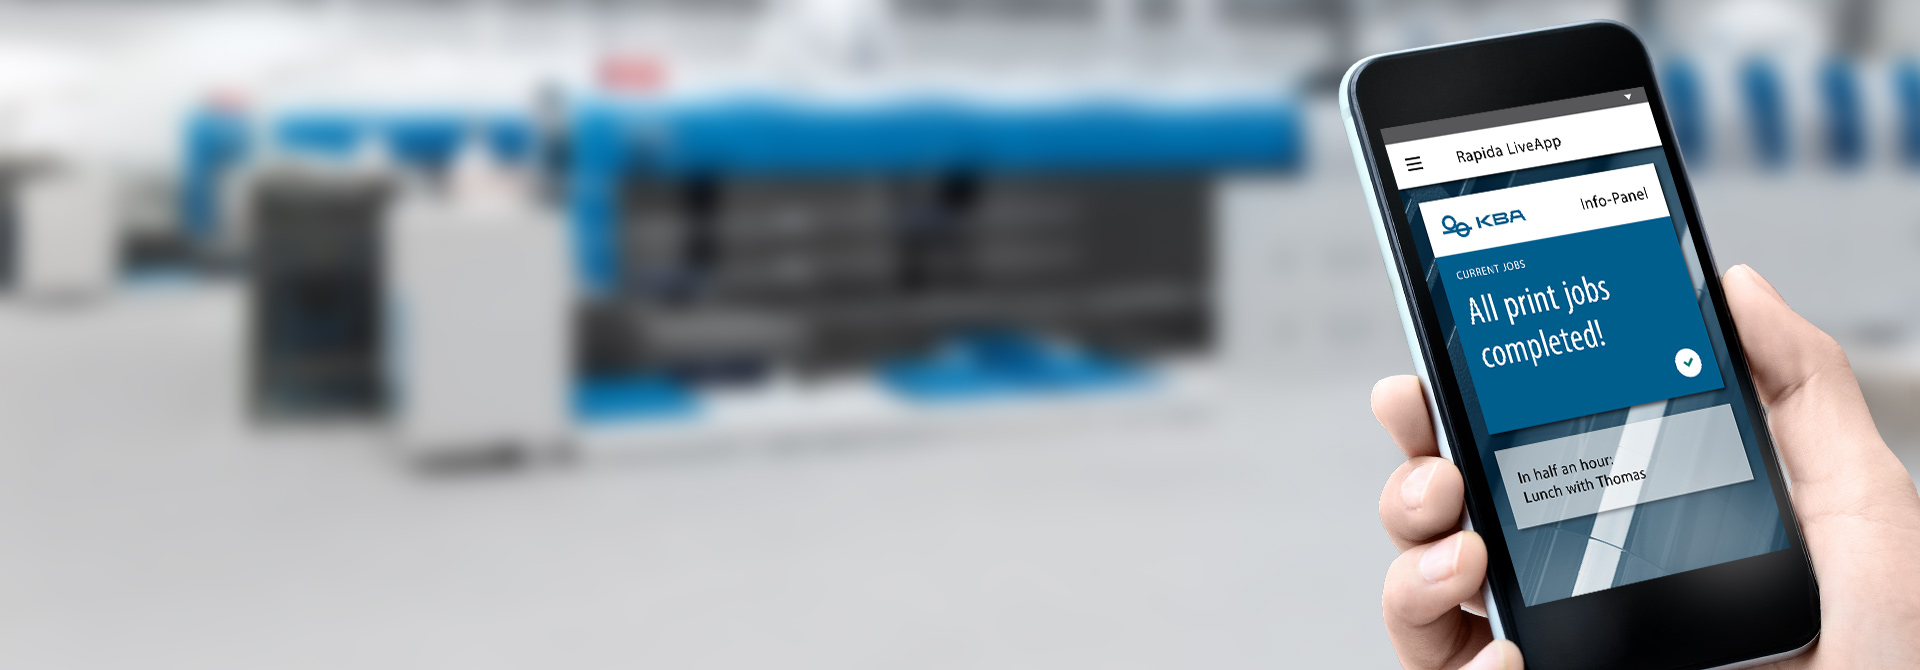 Rapida LiveApp
KBA
Info-Panel
CURRENT JOBS
All print jobs
completed!
In half an hour:
Lunch with Thomas